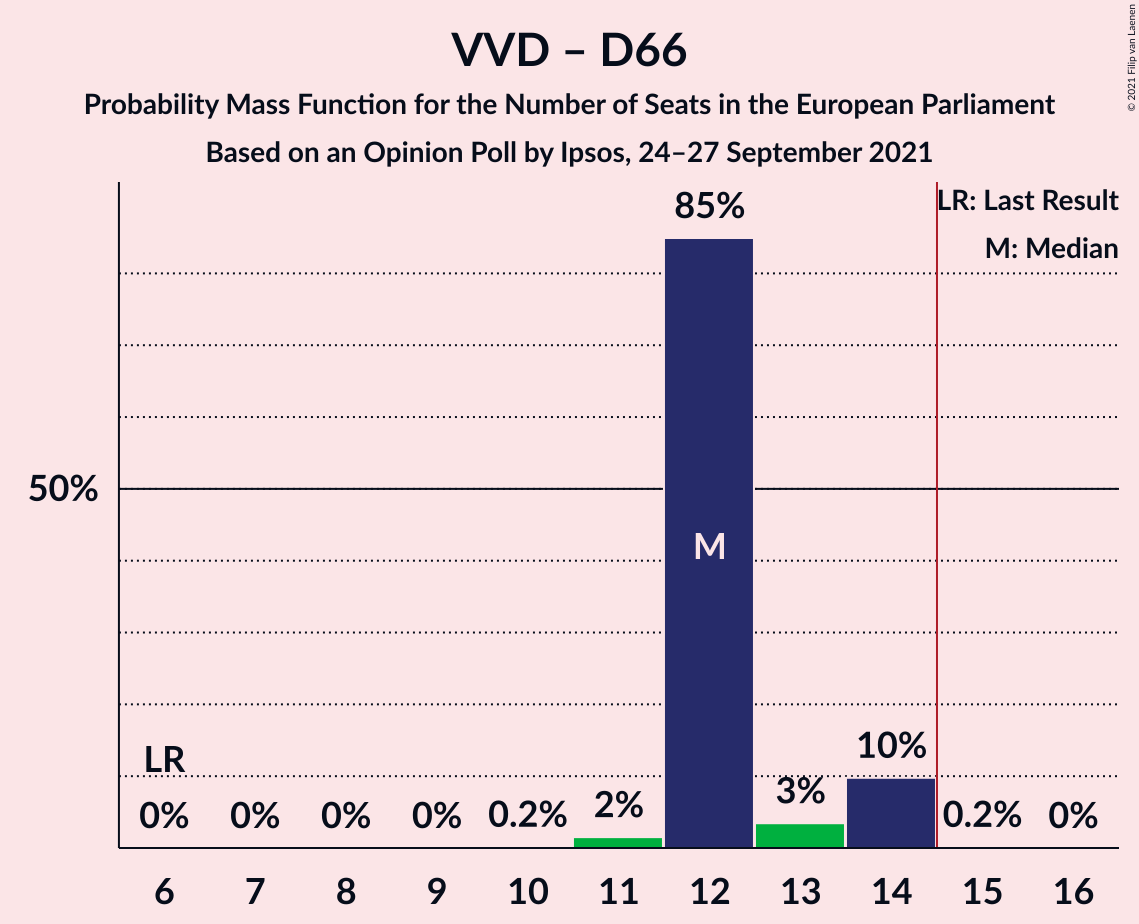 VVD – D66
Probability Mass Function for the Number of Seats in the European Parliament
Based on an Opinion Poll by Ipsos, 24–27 September 2021
© 2021 Filip van Laenen
LR: Last Result
M: Median
85%
50%
M
LR
0% 0% 0% 0% 0.2% 2% 3% 10% 0.2% 0%
6 7 8 9 10 11 12 13 14 15 16